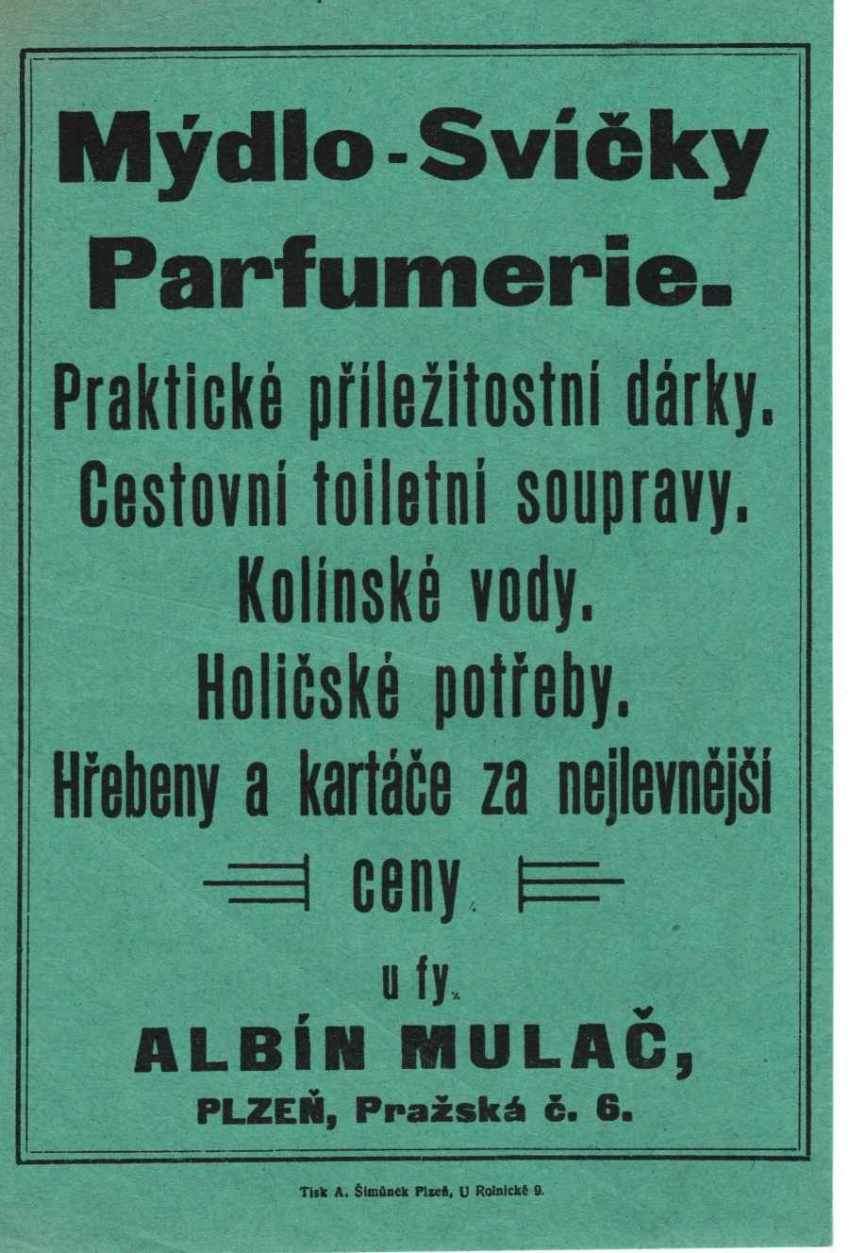 Mýdlo-Svíčky
Parfumerie.
Praktické příležitostní dárky.
Cestovní toiletní soupravy.
Kolínské vody.
Holičské potřeby.
Hřebeny a kartáče za nejlevnější
ceny
u fy.
ALBÍN MULAČ,
PLZEŇ, Pražská č. 6.
Tisk A. Šimůnek Plzeň, U Rolnické 9.